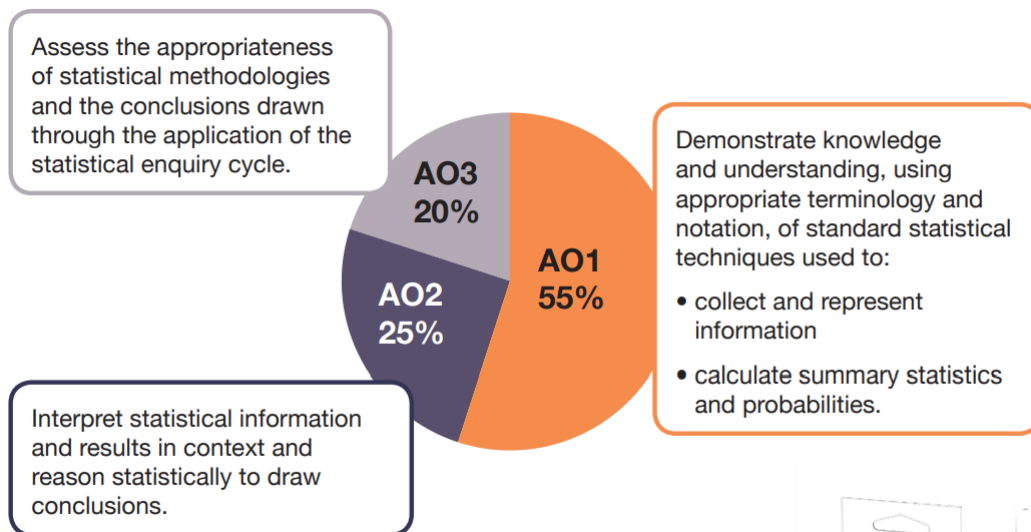 Assess the appropriateness
of statistical methodologies
and the conclusions drawn
through the application of the
statistical enquiry cycle.
AO3
20%
Demonstrate knowledge
and understanding, using
appropriate terminology and
notation, of standard statistical
techniques used to:
• collect and represent
information
• calculate summary statistics
and probabilities.
AO1
55%
AO2
25%
Interpret statistical information
and results in context and
reason statistically to draw
conclusions.